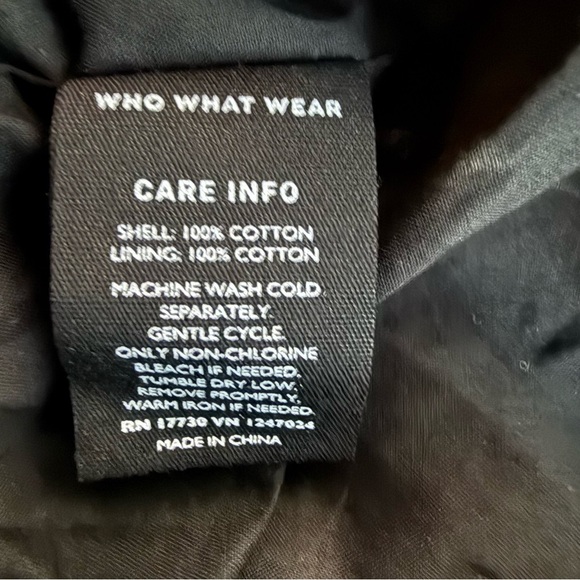 WHO WHAT WEAR
CARE INFO
SHELL: 100% COTTON
LINING: 100% COTTON
MACHINE WASH COLD
SEPARATELY.
GENTLE CYCLE.
ONLY NON-CHLORINE
BLEACH IF NEEDED.
TUMBLE DRY LOW,
REMOVE PROMPTLY.
WARM IRON IF NEEDED.
RN 17730 VN 1247024
MADE IN CHINA